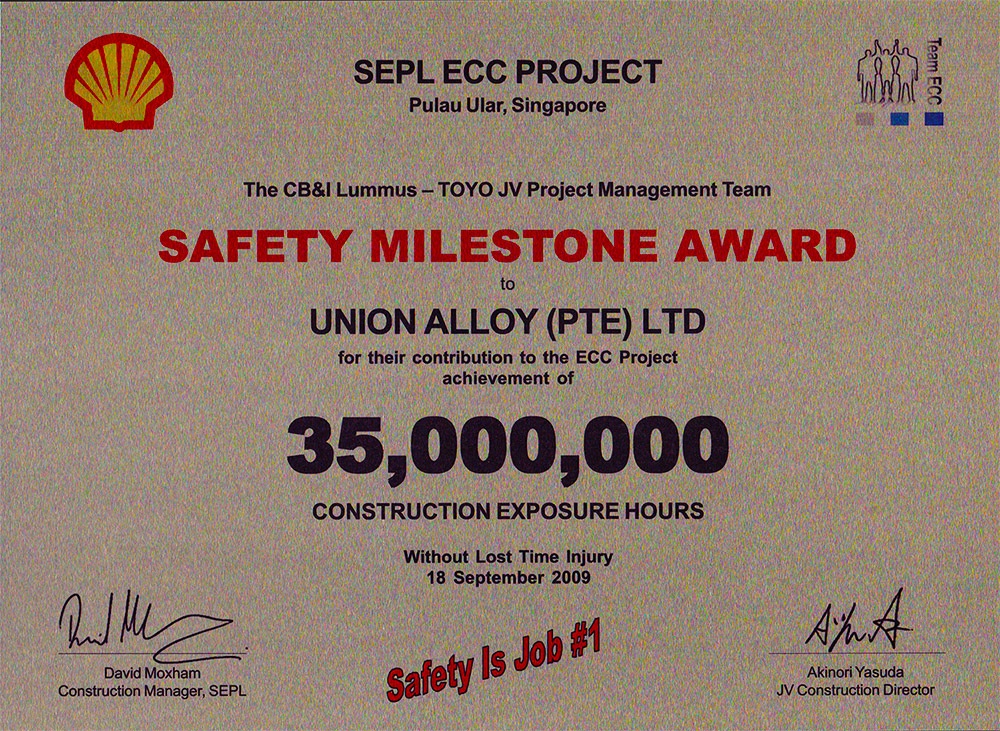 SEPL ECC PROJECT
Pulau Ular, Singapore
Team ECC
The CB&I Lummus – TOYO JV Project Management Team
SAFETY MILESTONE AWARD
to
UNION ALLOY (PTE) LTD
for their contribution to the ECC Project
achievement of
35,000,000
CONSTRUCTION EXPOSURE HOURS
Without Lost Time Injury
18 September 2009
Safety Is Job #1
David Moxham
Construction Manager, SEPL
Akinori Yasuda
JV Construction Director